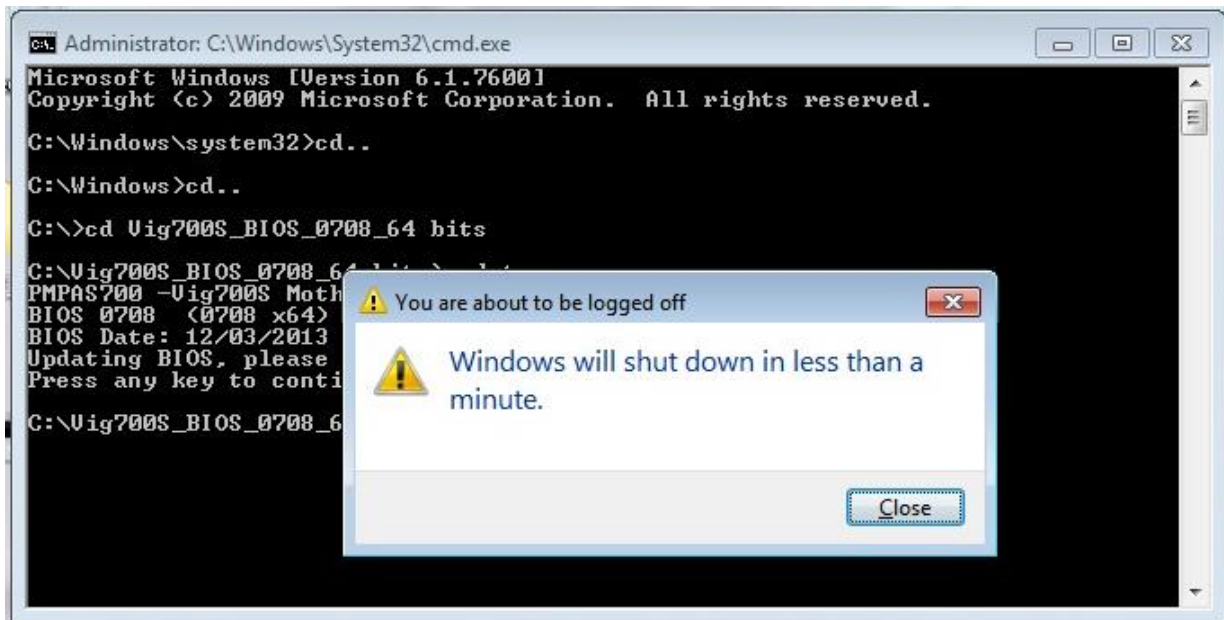 Administrator: C:\Windows\System32\cmd.exe
Microsoft Windows [Version 6.1.7600]
Copyright (c) 2009 Microsoft Corporation. All rights reserved.
C:\Windows\system32>cd..
C:\Windows>cd..
C:\>cd Vig700S_BIOS_0708_64 bits
C:\Vig700S_BIOS_0708_64
PMPAS700 -Vig700S
BIOS 0708 (0708 x64)
BIOS Date: 12/03/2013
Updating BIOS, please
Press any key to
C:\Vig700S_BIOS_0708_6
You are about to be logged off
Windows will shut down in less than a
minute.
Close